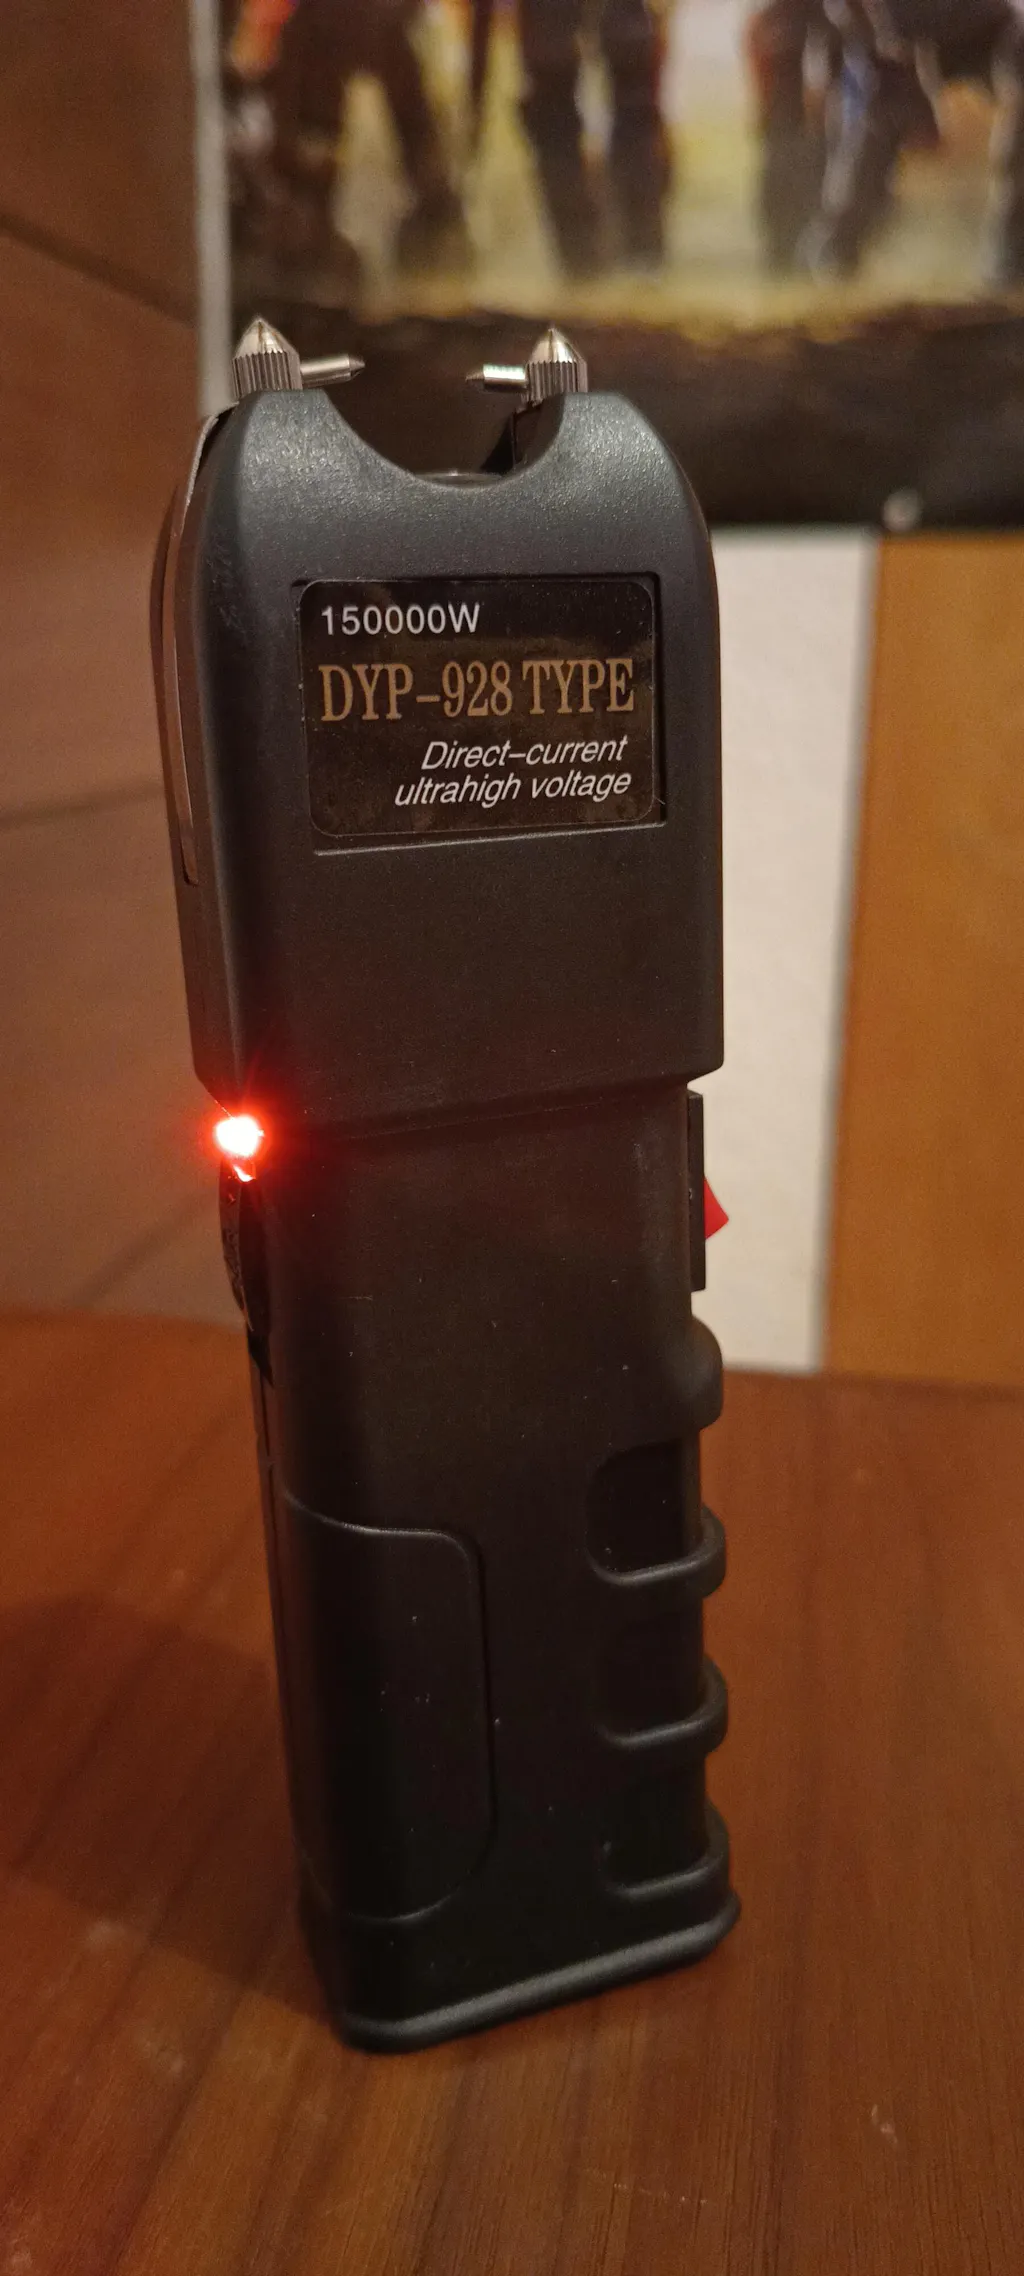 150000W
DYP-928 TYPE
Direct-current
ultrahigh voltage